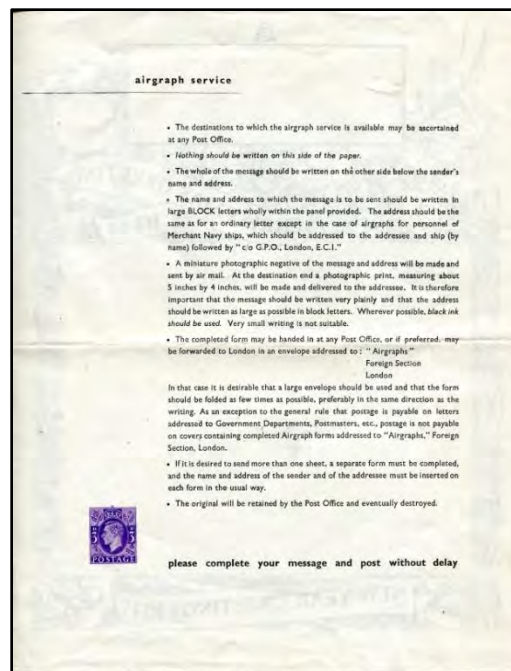 airgraph service
• The destinations to which the airgraph service is available may be ascertained
at any Post Office.
• Nothing should be written on this side of the paper.
• The whole of the message should be written on the other side below the sender's
name and address.
• The name and address to which the message is to be sent should be written in
large BLOCK letters wholly within the panel provided. The address should be the
same as for an ordinary letter except in the case of airgraphs for personnel of
Merchant Navy ships, which should be addressed to the addressee and ship (by
name) followed by "c/o G.P.O., London, E.C.1."
• A miniature photographic negative of the message and address will be made and
sent by air mail. At the destination end a photographic print, measuring about
5 inches by 4 inches, will be made and delivered to the addressee. It is therefore
important that the message should be written very plainly and that the address
should be written as large as possible in block letters. Wherever possible, black ink
should be used. Very small writing is not suitable.
• The completed form may be handed in at any Post Office, or if preferred, may
be forwarded to London in an envelope addressed to: "Airgraphs"
Foreign Section
London
In that case it is desirable that a large envelope should be used and that the form
should be folded as few times as possible, preferably in the same direction as the
writing. As an exception to the general rule that postage is payable on letters
addressed to Government Departments, Postmasters, etc., postage is not payable
on covers containing completed Airgraph forms addressed to "Airgraphs," Foreign
Section, London.
• If it is desired to send more than one sheet, a separate form must be completed,
and the name and address of the sender and of the addressee must be inserted on
each form in the usual way.
• The original will be retained by the Post Office and eventually destroyed.
3 3
POSTAGE
please complete your message and post without delay